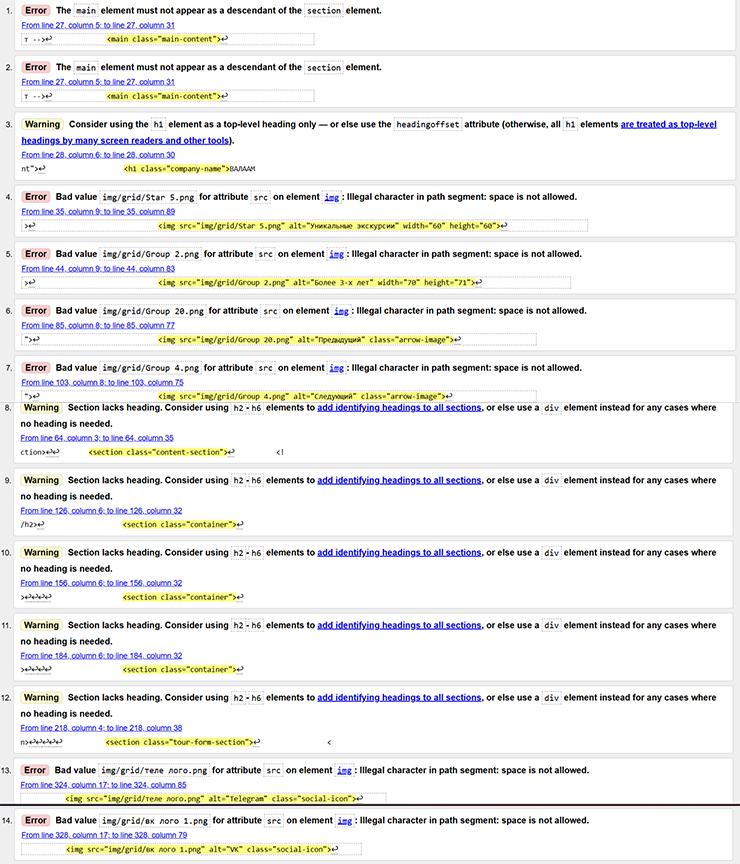 1. Error The main element must not appear as a descendant of the section element.
From line 27, column 5; to line 27, column 31
т -->↩ <main class="main-content">↩
2. Error The main element must not appear as a descendant of the section element.
From line 27, column 5; to line 27, column 31
т -->↩ <main class="main-content">↩
3. Warning Consider using the h1 element as a top-level heading only — or else use the headingoffset attribute (otherwise, all h1 elements are treated as top-level
headings by many screen readers and other tools).
From line 28, column 6; to line 28, column 30
nt">↩ <h1 class="company-name">ВАЛААМ
4. Error Bad value img/grid/Star 5.png for attribute src on element img: Illegal character in path segment: space is not allowed.
From line 35, column 9; to line 35, column 89
>↩ <img src="img/grid/Star 5.png" alt="Уникальные экскурсии" width="60" height="60">↩
5. Error Bad value img/grid/Group 2.png for attribute src on element img: Illegal character in path segment: space is not allowed.
From line 44, column 9; to line 44, column 83
>↩ <img src="img/grid/Group 2.png" alt="Более 3-х лет" width="70" height="71">↩
6. Error Bad value img/grid/Group 20.png for attribute src on element img: Illegal character in path segment: space is not allowed.
From line 85, column 8; to line 85, column 77
">↩ <img src="img/grid/Group 20.png" alt="Предыдущий" class="arrow-image">↩
7. Error Bad value img/grid/Group 4.png for attribute src on element img: Illegal character in path segment: space is not allowed.
From line 103, column 8; to line 103, column 75
">↩ <img src="img/grid/Group 4.png" alt="Следующий" class="arrow-image">↩
8. Warning Section lacks heading. Consider using h2-h6 elements to add identifying headings to all sections, or else use a div element instead for any cases where
no heading is needed.
From line 64, column 3; to line 64, column 35
ction>↩↩ <section class="content-section">↩ <!
9. Warning Section lacks heading. Consider using h2-h6 elements to add identifying headings to all sections, or else use a div element instead for any cases where
no heading is needed.
From line 126, column 6; to line 126, column 32
/h2>↩ <section class="container">↩
10. Warning Section lacks heading. Consider using h2-h6 elements to add identifying headings to all sections, or else use a div element instead for any cases where
no heading is needed.
From line 156, column 6; to line 156, column 32
>↩↩↩↩ <section class="container">↩
11. Warning Section lacks heading. Consider using h2-h6 elements to add identifying headings to all sections, or else use a div element instead for any cases where
no heading is needed.
From line 184, column 6; to line 184, column 32
>↩↩↩↩ <section class="container">↩
12. Warning Section lacks heading. Consider using h2-h6 elements to add identifying headings to all sections, or else use a div element instead for any cases where
no heading is needed.
From line 218, column 4; to line 218, column 38
n>↩↩↩↩↩ <section class="tour-form-section">↩ <
13. Error Bad value img/grid/теле лого.png for attribute src on element img: Illegal character in path segment: space is not allowed.
From line 324, column 17; to line 324, column 85
<img src="img/grid/теле лого.png" alt="Telegram" class="social-icon">↩
14. Error Bad value img/grid/вк лого 1.png for attribute src on element img: Illegal character in path segment: space is not allowed.
From line 328, column 17; to line 328, column 79
<img src="img/grid/вк лого 1.png" alt="VK" class="social-icon">↩